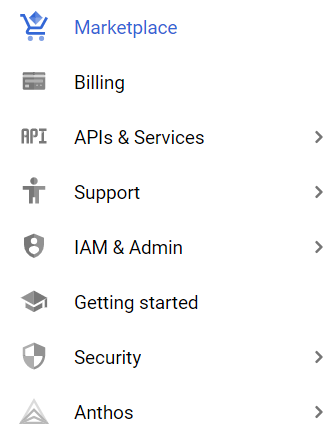 Marketplace
Billing
API APIs & Services
Support
IAM & Admin
Getting started
Security
Anthos